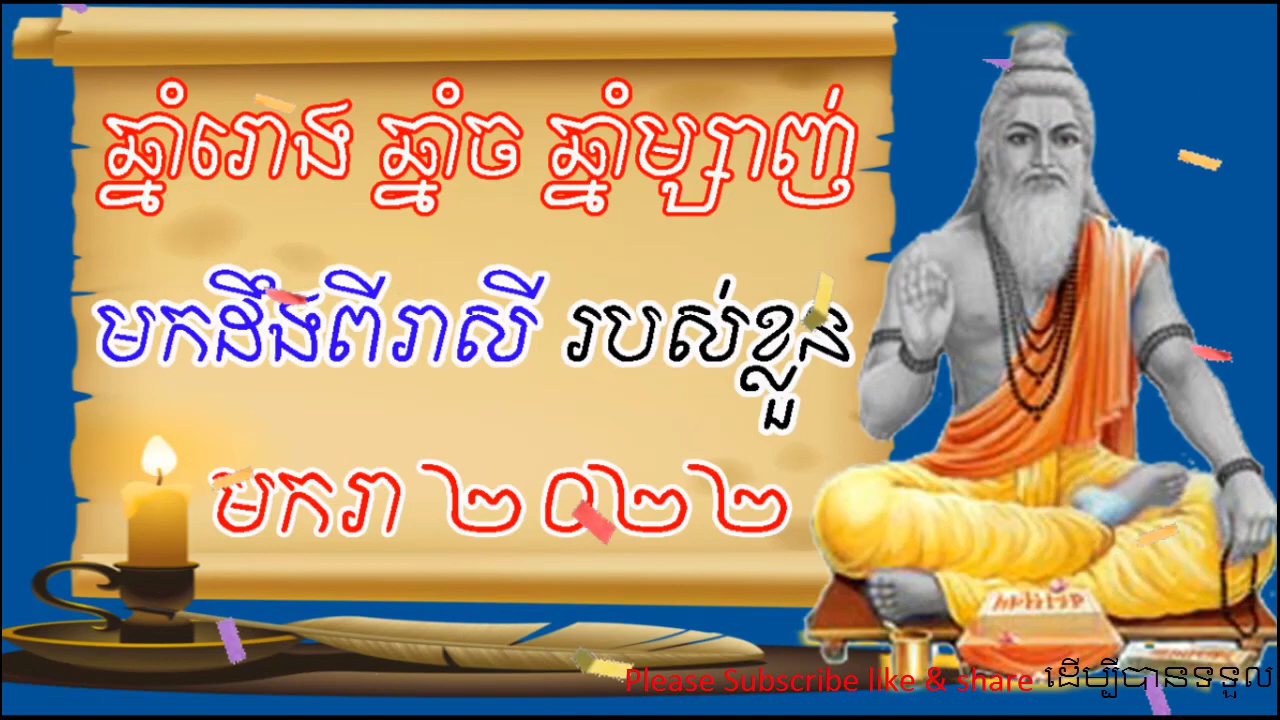 ឆ្នាំរោង ឆ្នាំច ឆ្នាំម្សាញ់
មកដឹងពីរាសី របស់ខ្លួន
មករា ២០២២
Please Subscribe like & share ដើម្បីបានទទួល